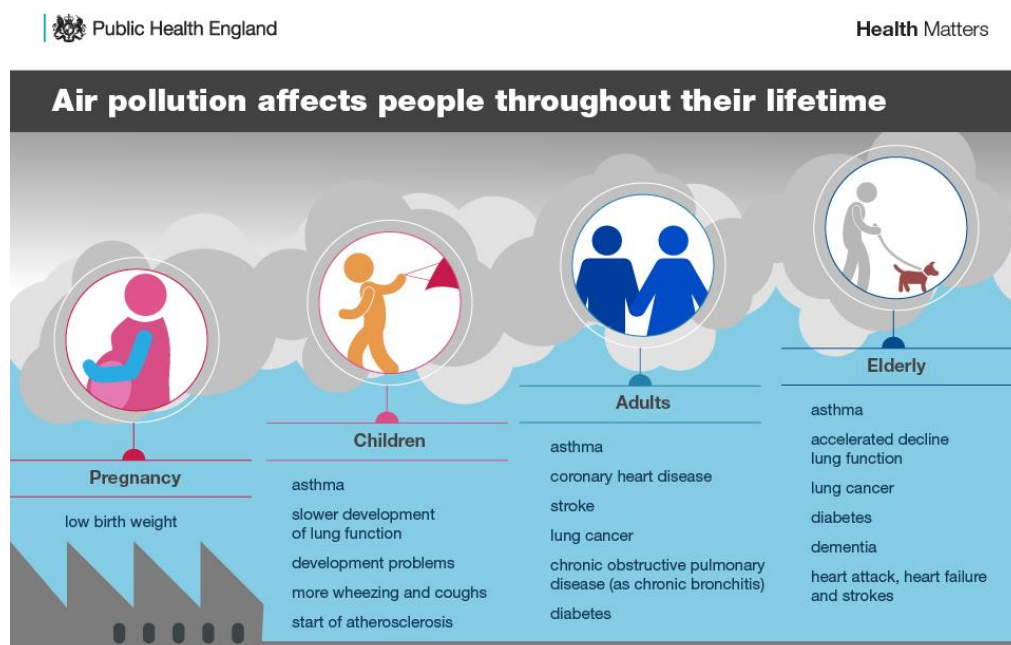 Public Health England
Health Matters
Air pollution affects people throughout their lifetime
Pregnancy
low birth weight
Children
asthma
slower development
of lung function
development problems
more wheezing and coughs
start of atherosclerosis
Adults
asthma
coronary heart disease
stroke
lung cancer
chronic obstructive pulmonary
disease (as chronic bronchitis)
diabetes
Elderly
asthma
accelerated decline
lung function
lung cancer
diabetes
dementia
heart attack, heart failure
and strokes